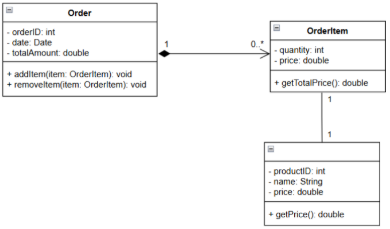 Order
- orderID: int
- date: Date
- totalAmount: double
+ addItem(item: OrderItem): void
+ removeItem(item: OrderItem): void
1
0..*
OrderItem
- quantity: int
- price: double
+ getTotalPrice(): double
1
1
- productID: int
- name: String
- price: double
+ getPrice(): double